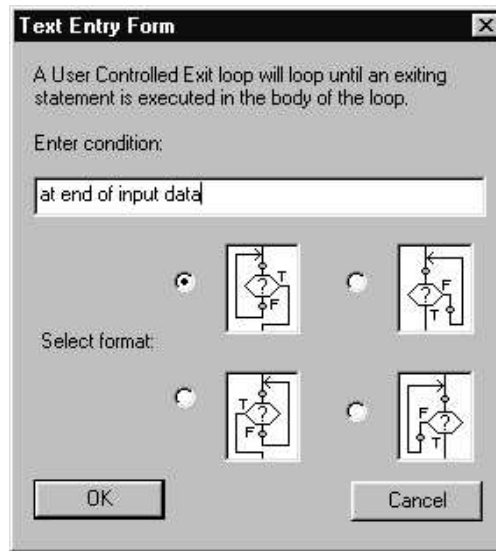 Text Entry Form
A User Controlled Exit loop will loop until an exiting
statement is executed in the body of the loop.
Enter condition:
at end of input data
? T F
? F T
Select format:
T ? F
F ? T
OK
Cancel